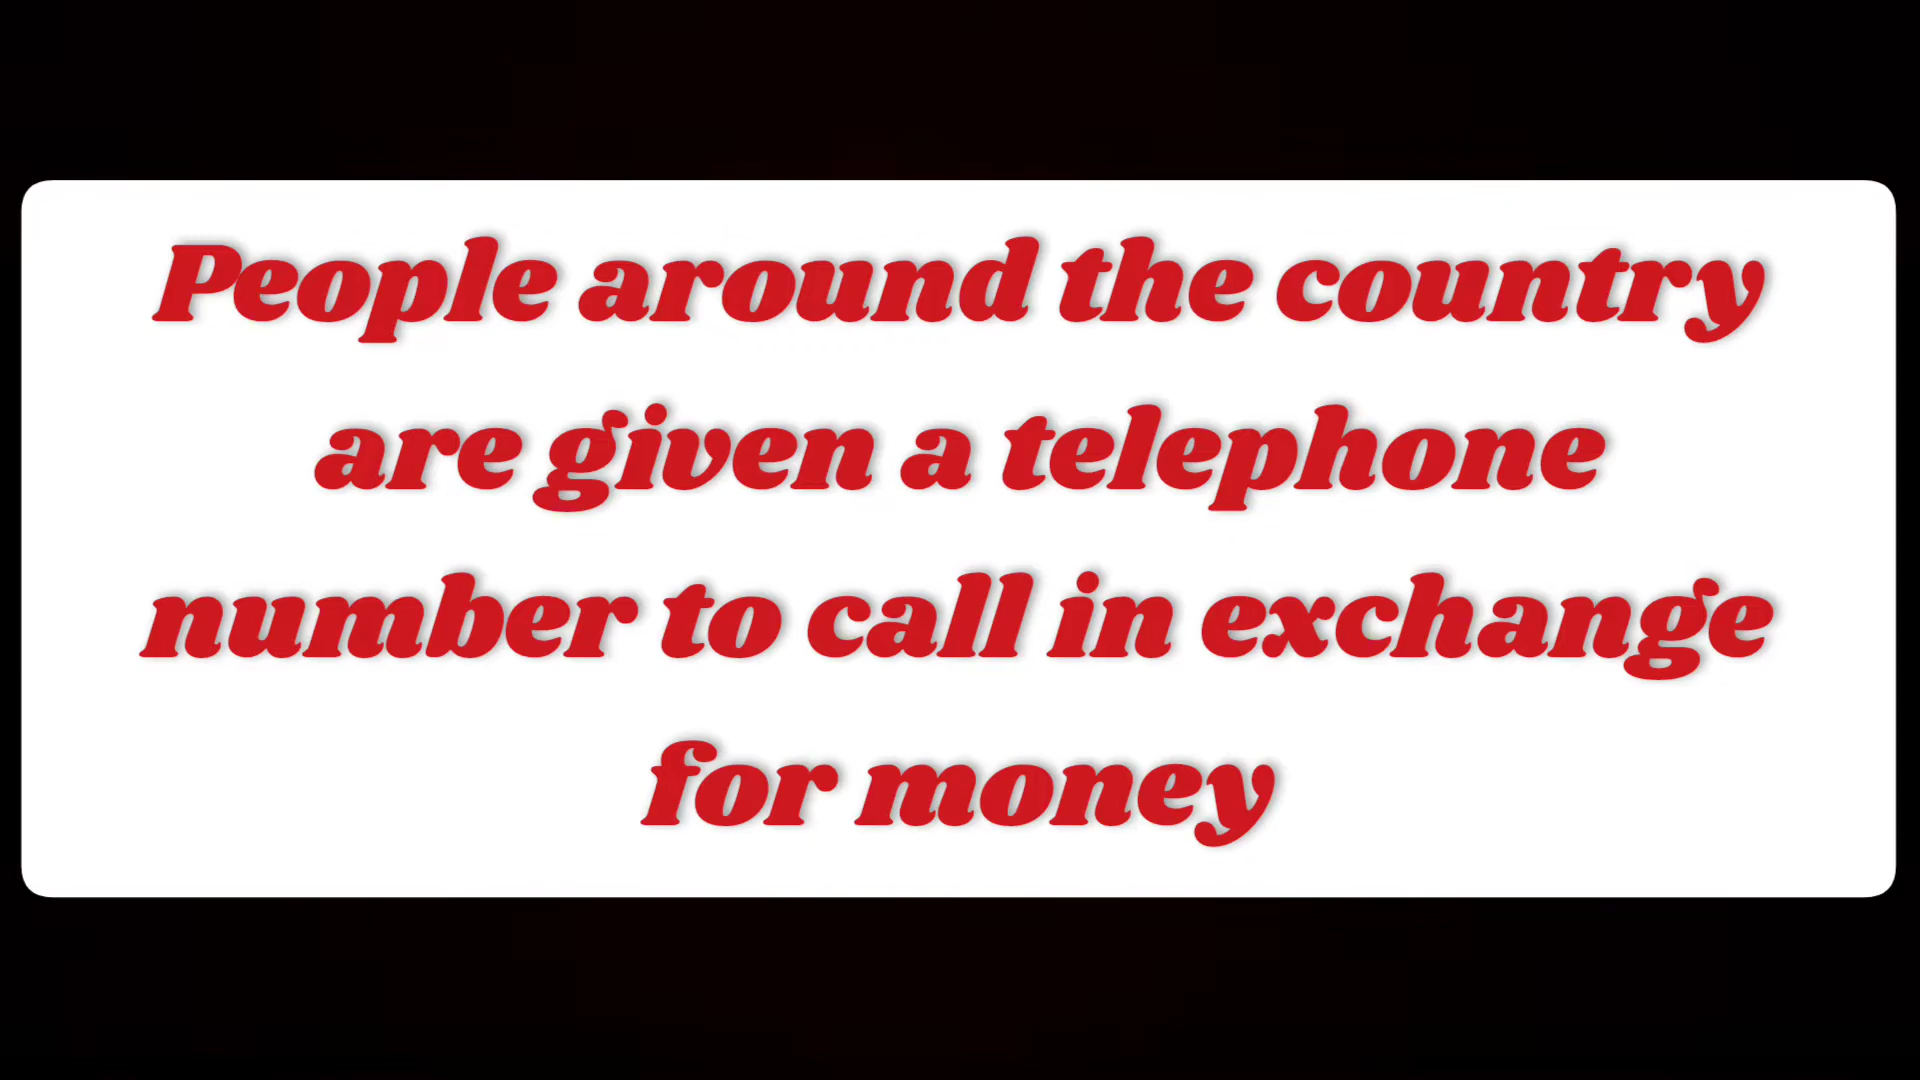 People around the country
are given a telephone
number to call in exchange
for money